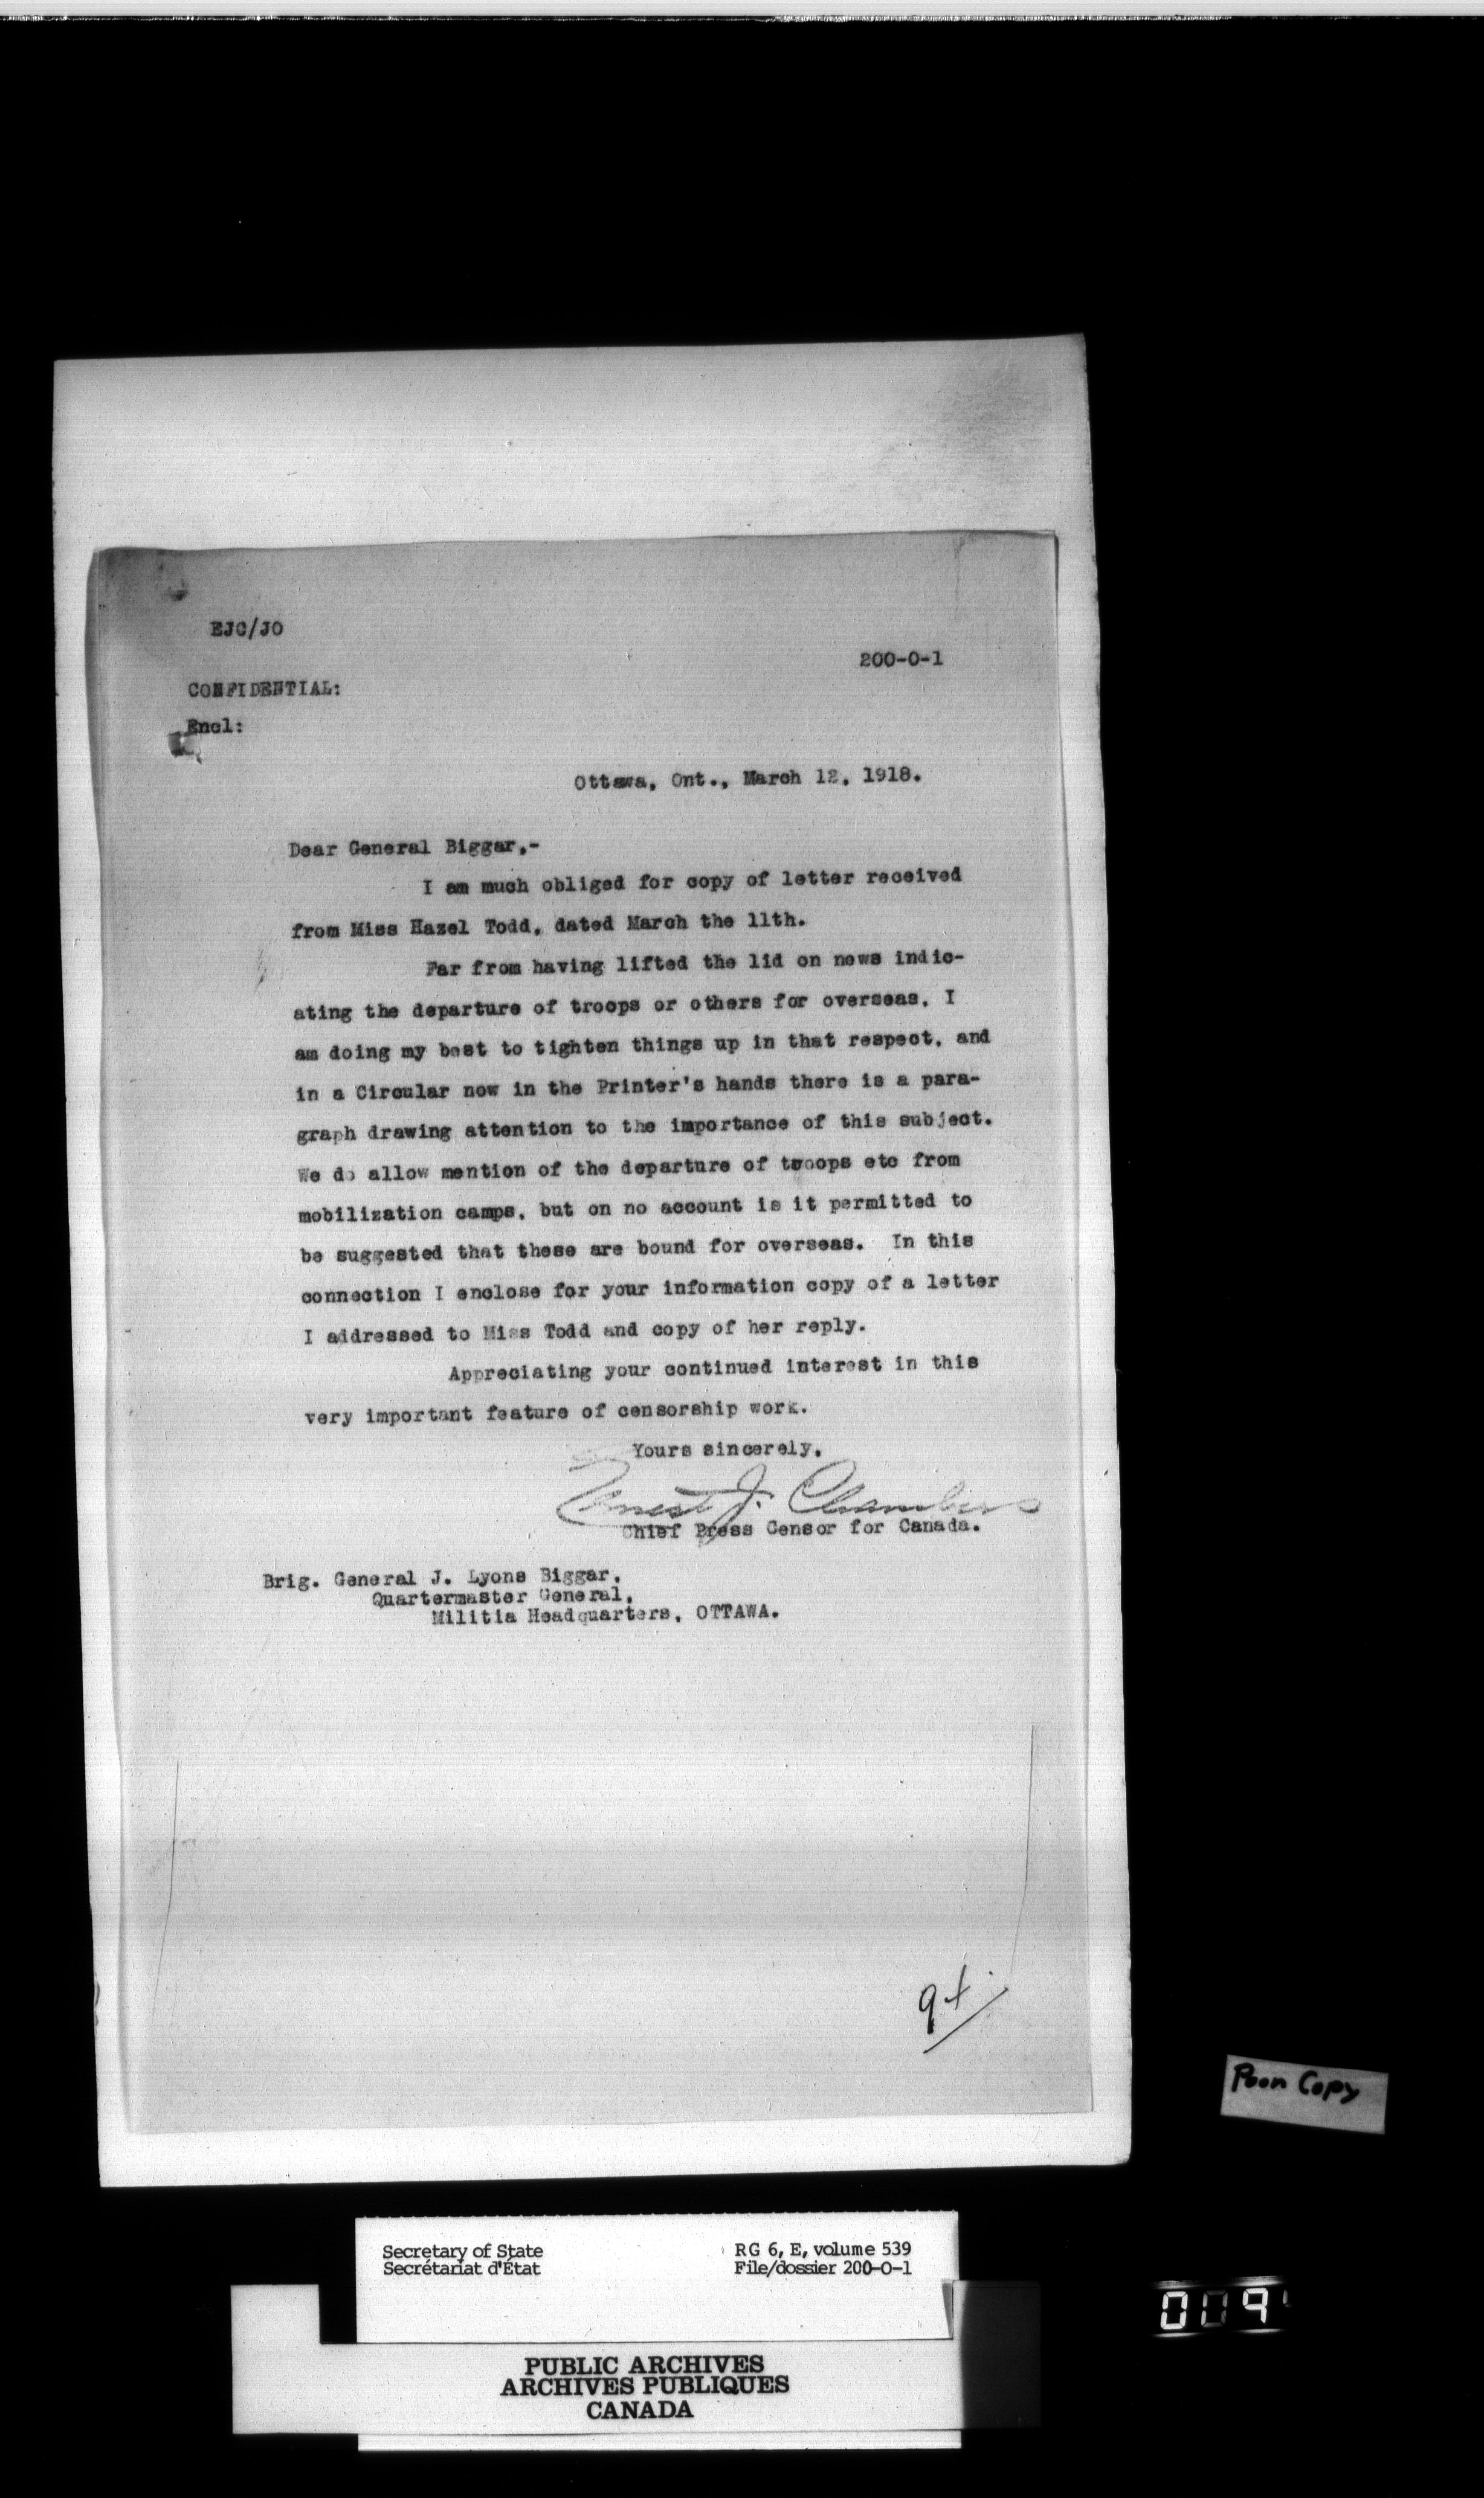 EJC/JO
200-0-1
CONFIDENTIAL:
Encl:
Ottawa, Ont., March 12, 1918.
Dear General Biggar,-
I am much obliged for copy of letter received
from Miss Hazel Todd, dated March the 11th.
Far from having lifted the lid on news indic-
ating the departure of troops or others for overseas, I
am doing my best to tighten things up in that respect, and
in a Circular now in the Printer's hands there is a para-
graph drawing attention to the importance of this subject.
We do allow mention of the departure of troops etc from
mobilization camps, but on no account is it permitted to
be suggested that these are bound for overseas. In this
connection I enclose for your information copy of a letter
I addressed to Miss Todd and copy of her reply.
Appreciating your continued interest in this
very important feature of censorship work.
Yours sincerely,
Ernest J. Chambers
Chief Press Censor for Canada.
Brig. General J. Lyons Biggar,
Quartermaster General,
Militia Headquarters, OTTAWA.
Poor Copy
Secretary of State
Secrétariat d'État
RG 6, E, volume 539
File/dossier 200-0-1
PUBLIC ARCHIVES
ARCHIVES PUBLIQUES
CANADA